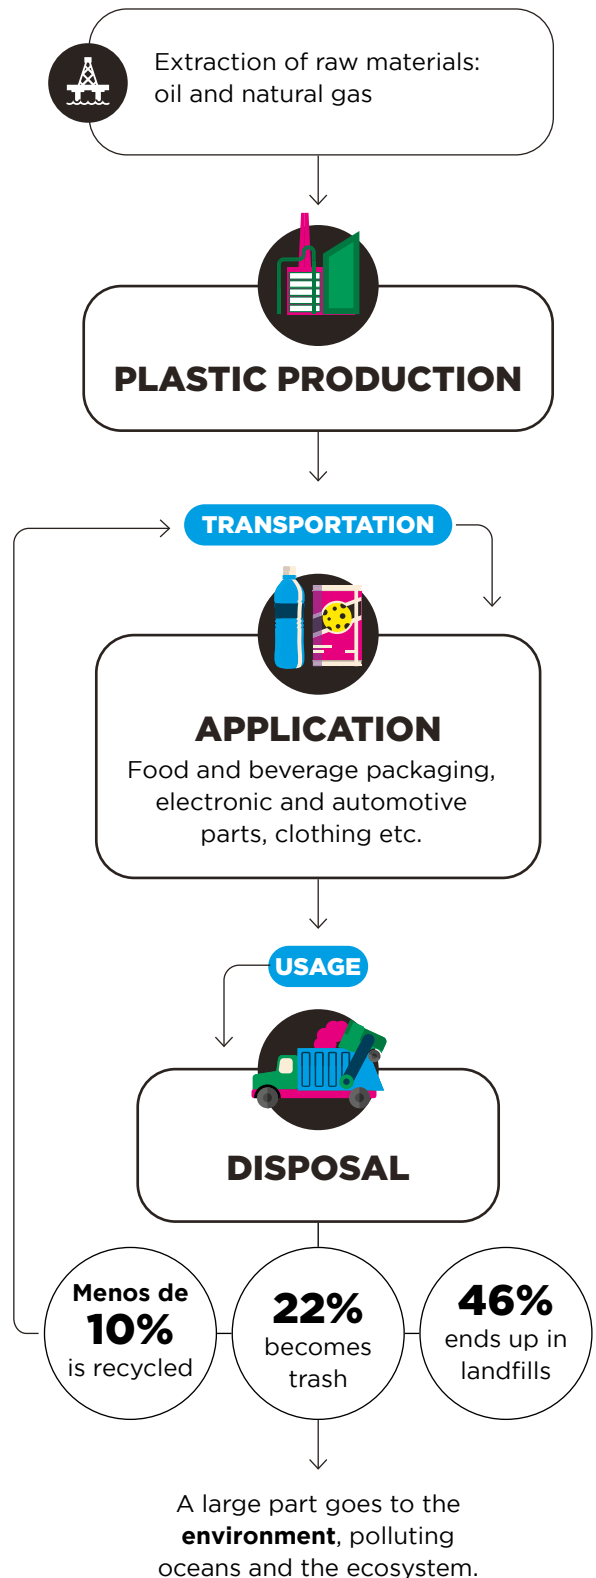 Extraction of raw materials:
oil and natural gas
PLASTIC PRODUCTION
TRANSPORTATION
APPLICATION
Food and beverage packaging,
electronic and automotive
parts, clothing etc.
USAGE
DISPOSAL
Menos de
10%
is recycled
22%
becomes
trash
46%
ends up in
landfills
A large part goes to the
environment, polluting
oceans and the ecosystem.